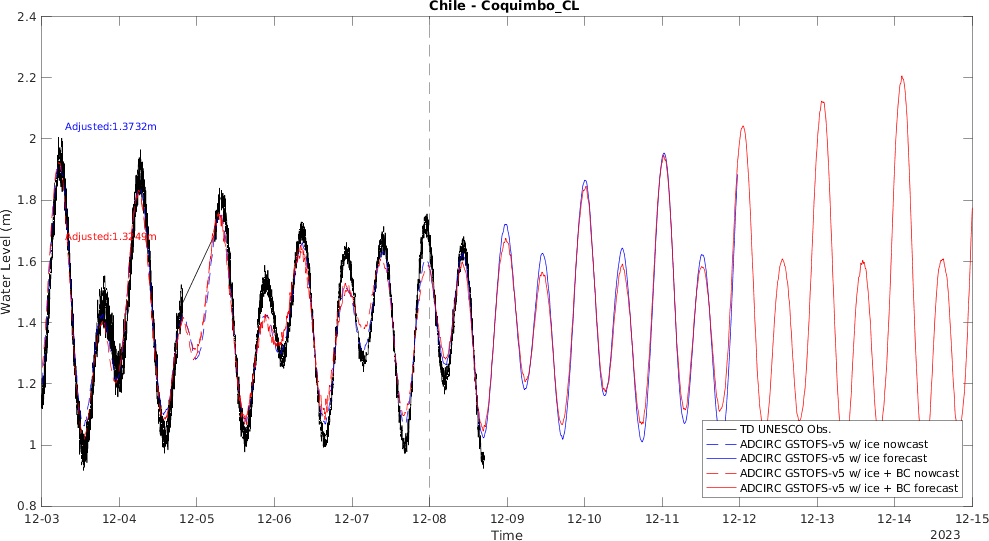 Chile - Coquimbo_CL
2.4
2.2
2
1.8
1.6
1.4
1.2
1
0.8
Water Level (m)
Adjusted:1.3732m
Adjusted:1.3249m
TD UNESCO Obs.
ADCIRC GSTOFS-v5 w/ ice nowcast
ADCIRC GSTOFS-v5 w/ ice forecast
ADCIRC GSTOFS-v5 w/ ice + BC nowcast
ADCIRC GSTOFS-v5 w/ ice + BC forecast
12-03 12-04 12-05 12-06 12-07 12-08 12-09 12-10 12-11 12-12 12-13 12-14 12-15
Time
2023